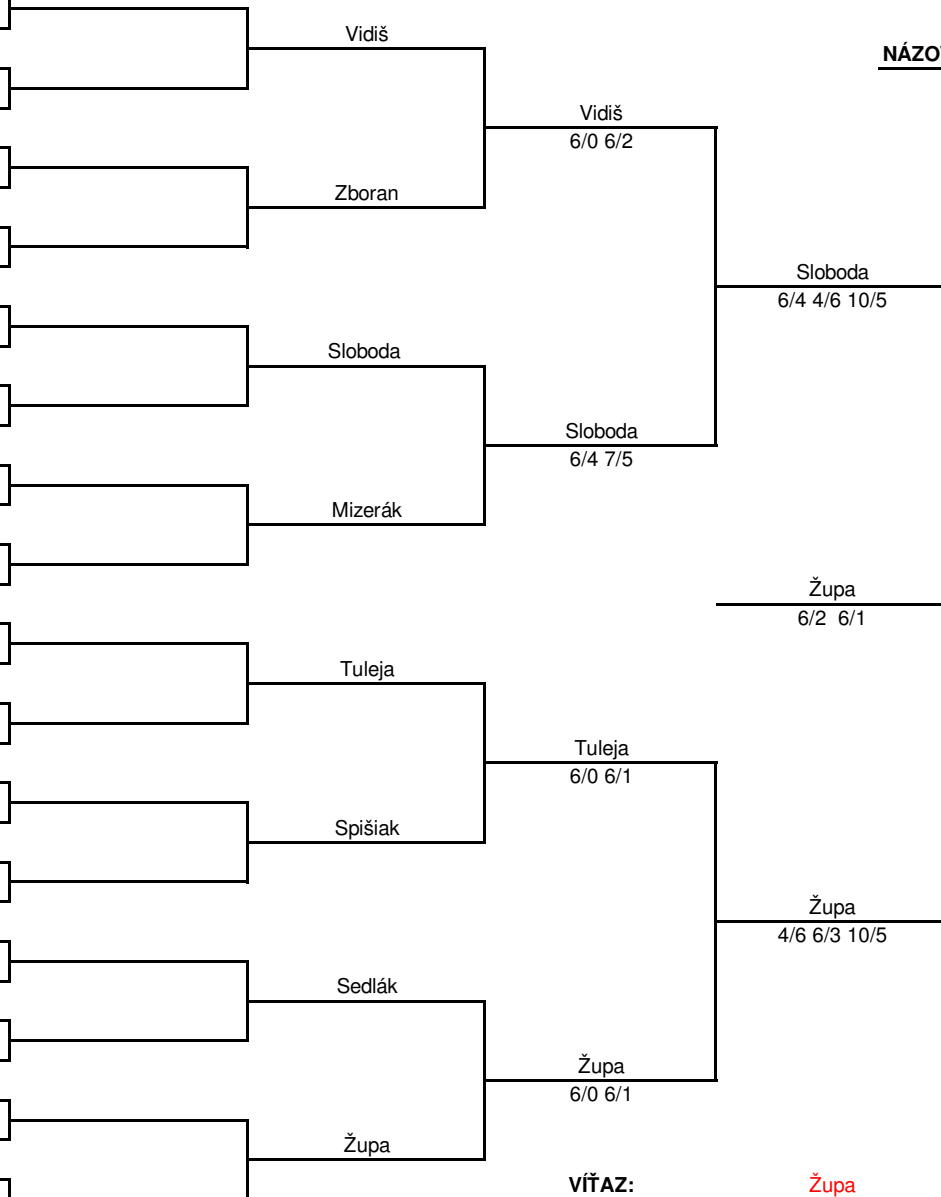 Vidiš
NÁZO
Vidiš
6/0 6/2
Zboran
Sloboda
6/4 4/6 10/5
Sloboda
Sloboda
6/4 7/5
Mizerák
Župa
6/2  6/1
Tuleja
Tuleja
6/0 6/1
Spišiak
Župa
4/6 6/3 10/5
Sedlák
Župa
6/0 6/1
Župa
VÍŤAZ: Župa